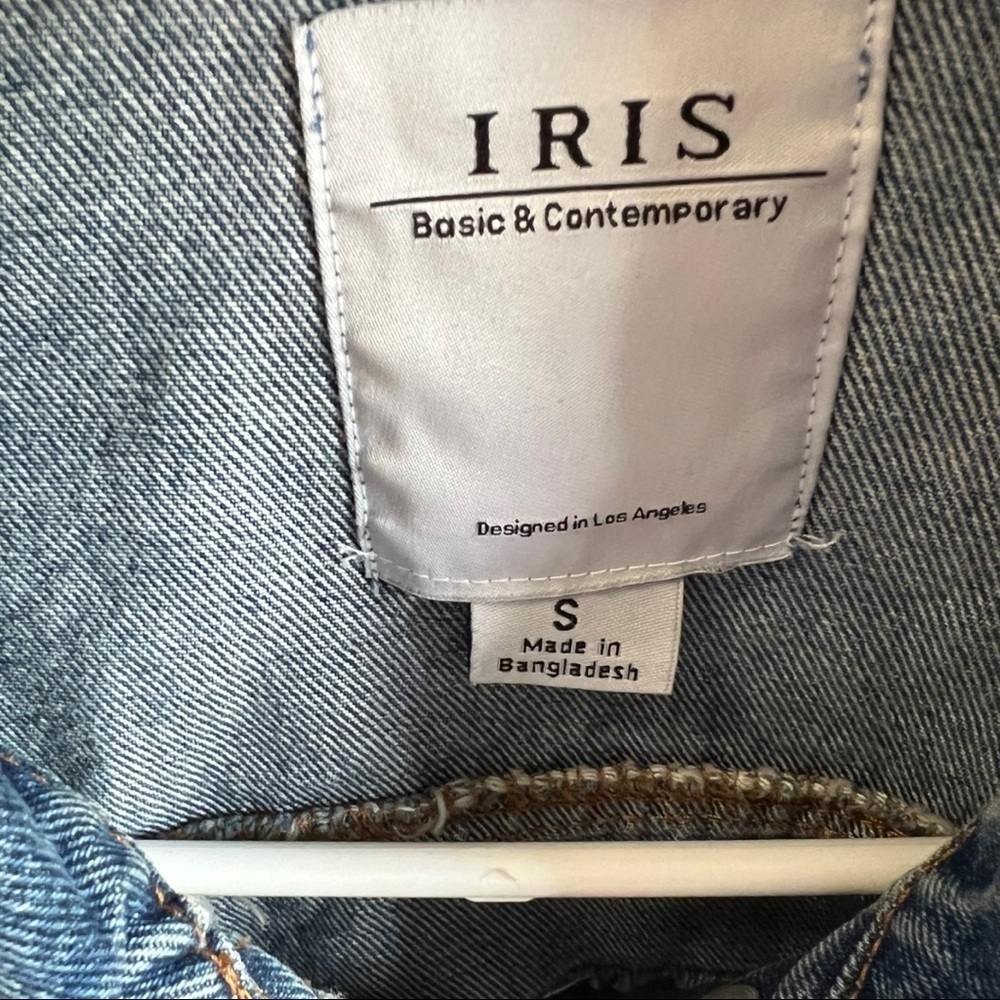 IRIS
Basic & Contemporary
Designed in Los Angeles
S
Made in
Bangladesh